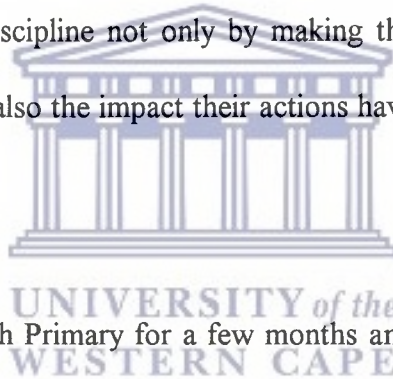 scipline not only by making th
also the impact their actions hav
UNIVERSITY of the
h Primary for a few months an
WESTERN CAPE